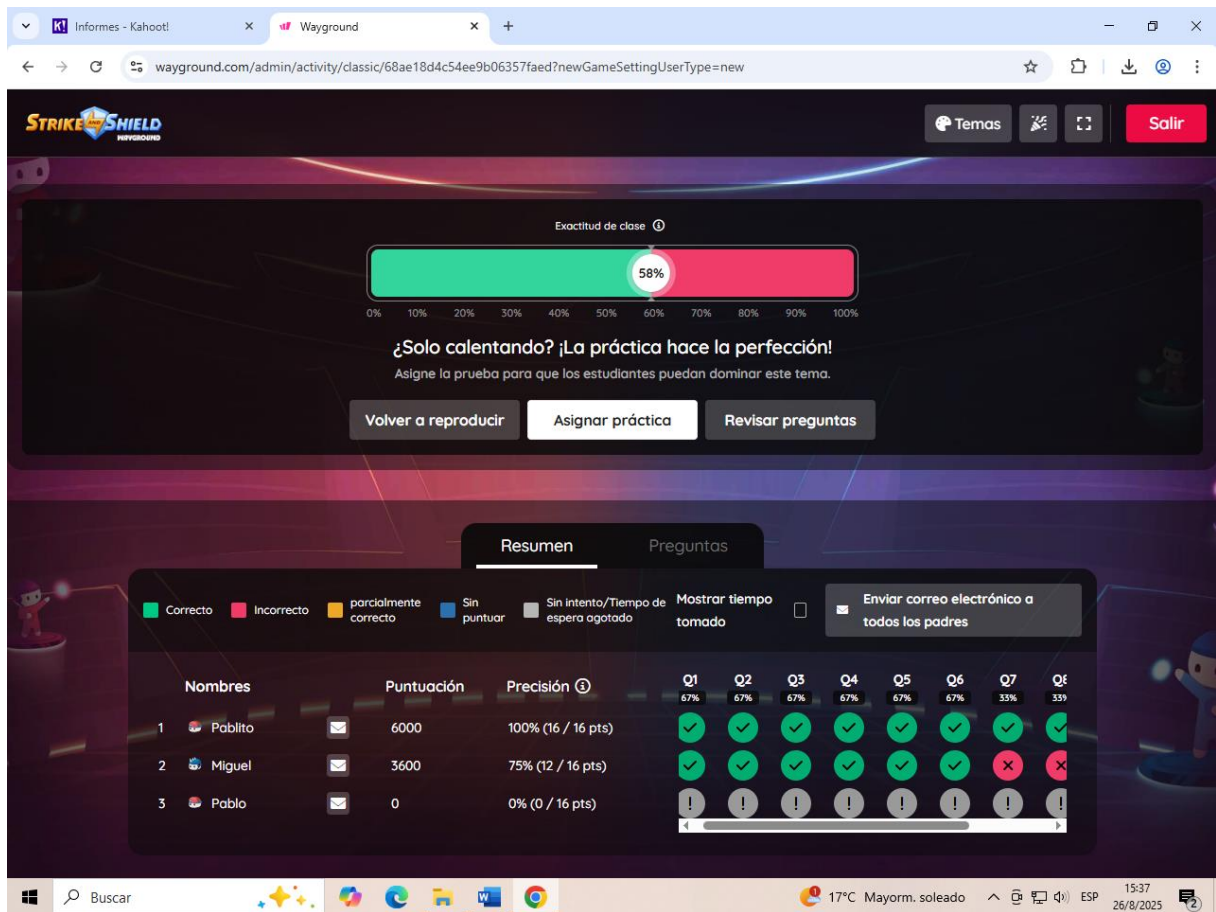 Informes - Kahoot!
Wayground
wayground.com/admin/activity/classic/68ae18d4c54ee9b06357faed?newGameSettingUserType=new
STRIKE AND SHIELD
PLAYGROUND
Temas
Salir
Exactitud de clase
58%
0% 10% 20% 30% 40% 50% 60% 70% 80% 90% 100%
¿Solo calentando? ¡La práctica hace la perfección!
Asigne la prueba para que los estudiantes puedan dominar este tema.
Volver a reproducir Asignar práctica Revisar preguntas
Resumen Preguntas
Correcto Incorrecto parcialmente correcto Sin puntuar Sin intento/Tiempo de espera agotado Mostrar tiempo tomado Enviar correo electrónico a todos los padres
Nombres Puntuación Precisión Q1 Q2 Q3 Q4 Q5 Q6 Q7
67% 67% 67% 67% 67% 67% 33%
1 Pablito 6000 100% (16 / 16 pts)
2 Miguel 3600 75% (12 / 16 pts)
3 Pablo 0 0% (0 / 16 pts)
Buscar 17°C Mayorm. soleado ESP 15:37
26/8/2025
2